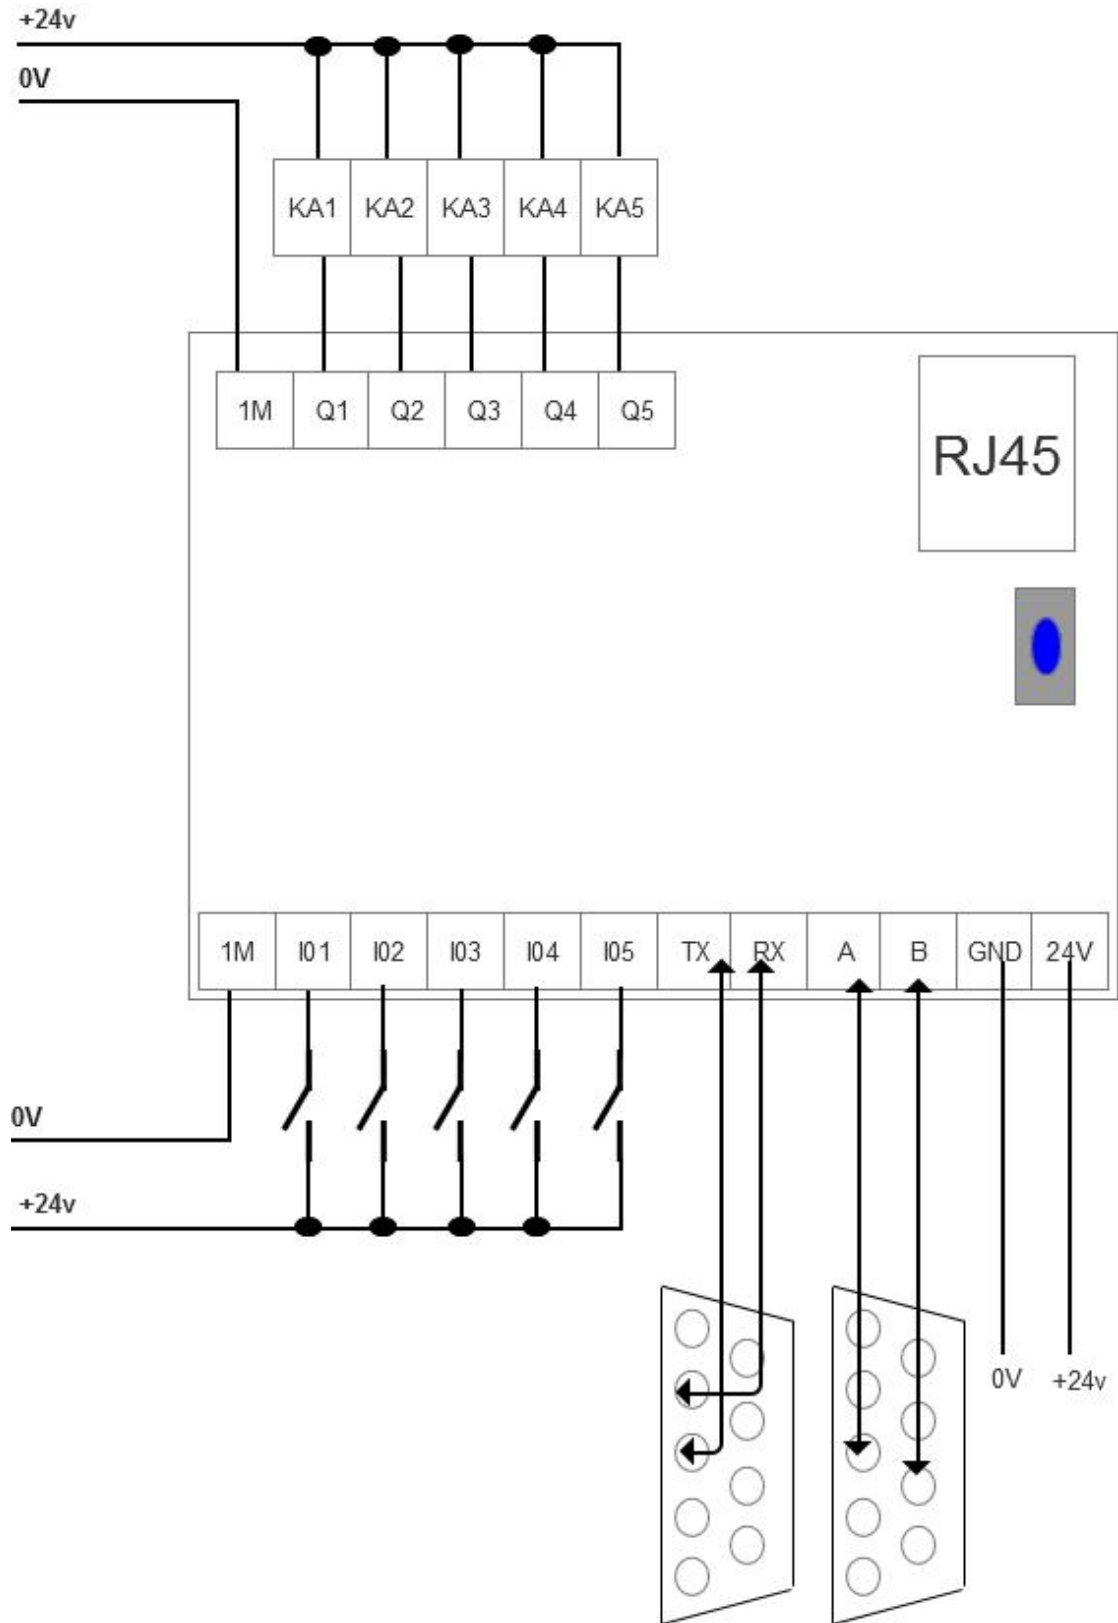 +24v
0V
KA1 KA2 KA3 KA4 KA5
1M Q1 Q2 Q3 Q4 Q5
RJ45
1M I01 I02 I03 I04 I05 TX RX A B GND 24V
0V
+24v
0V +24v